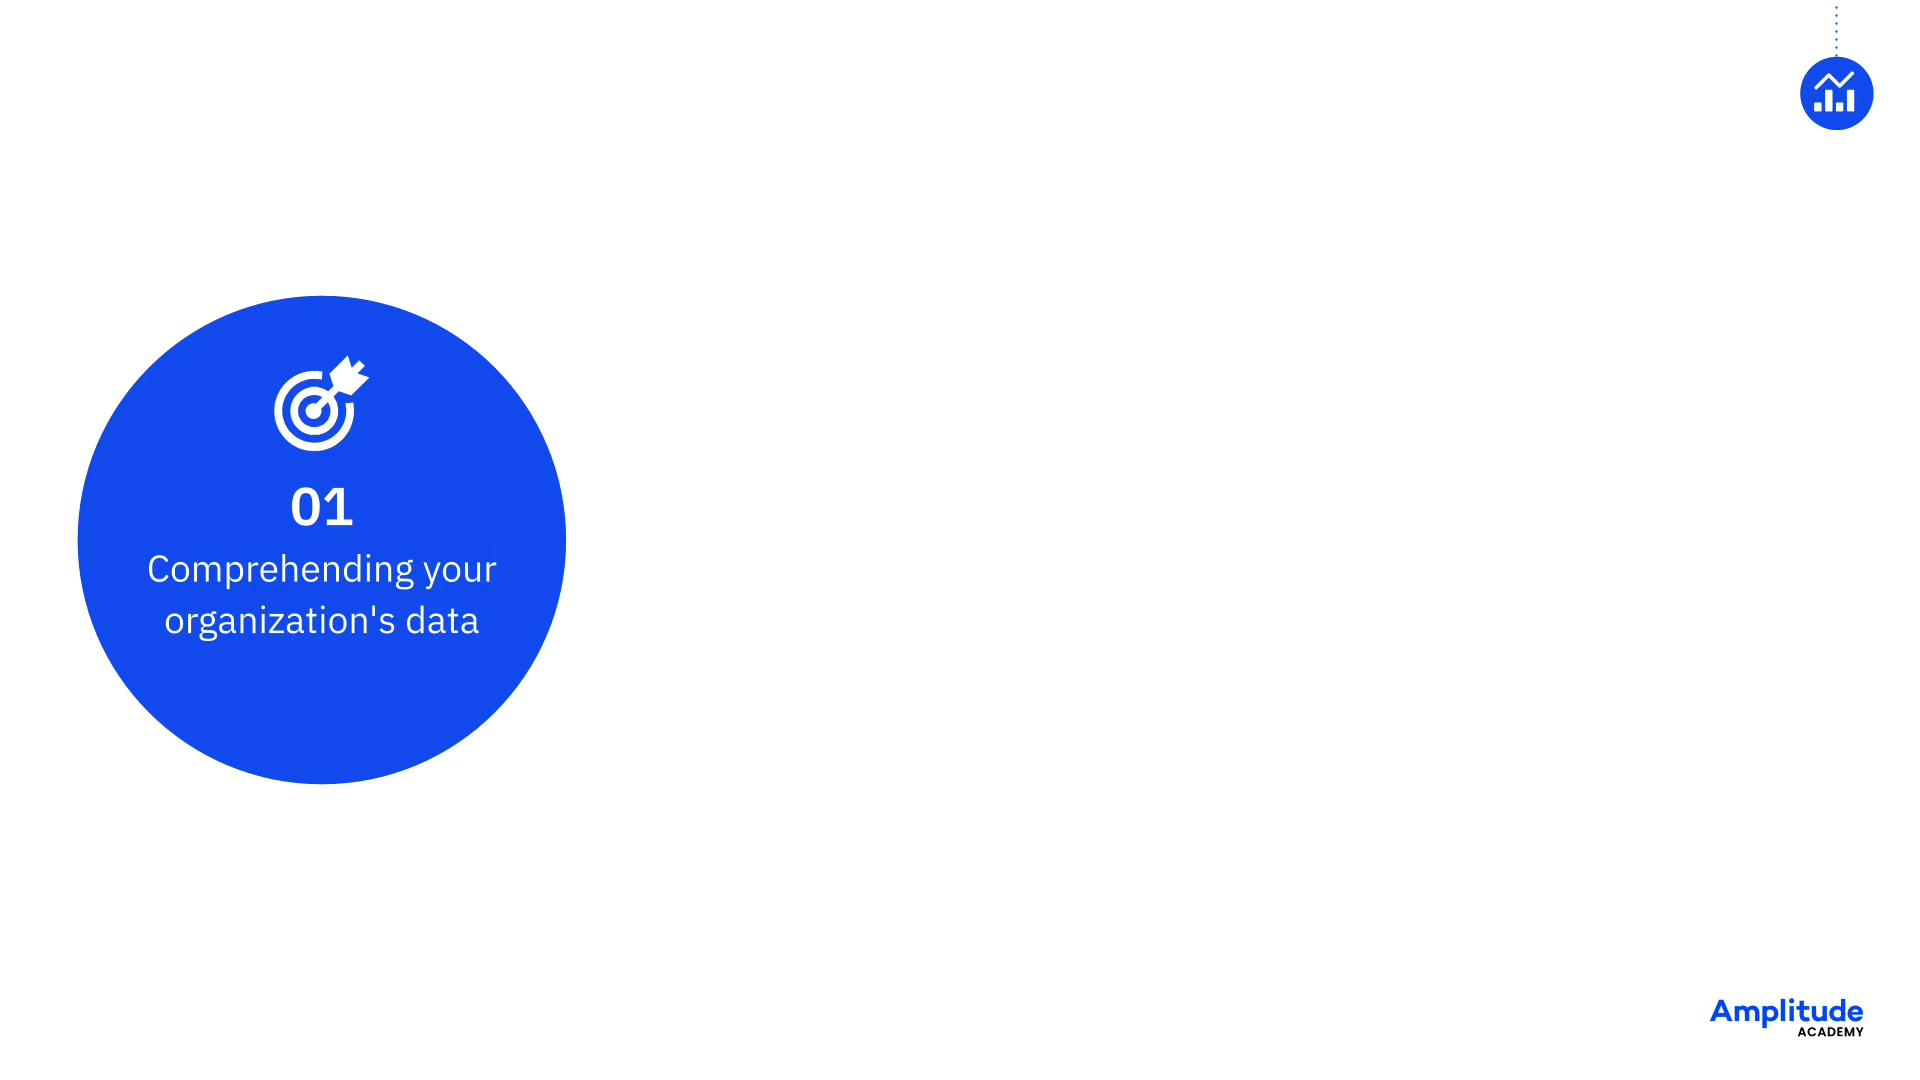 01
Comprehending your
organization's data
Amplitude
ACADEMY